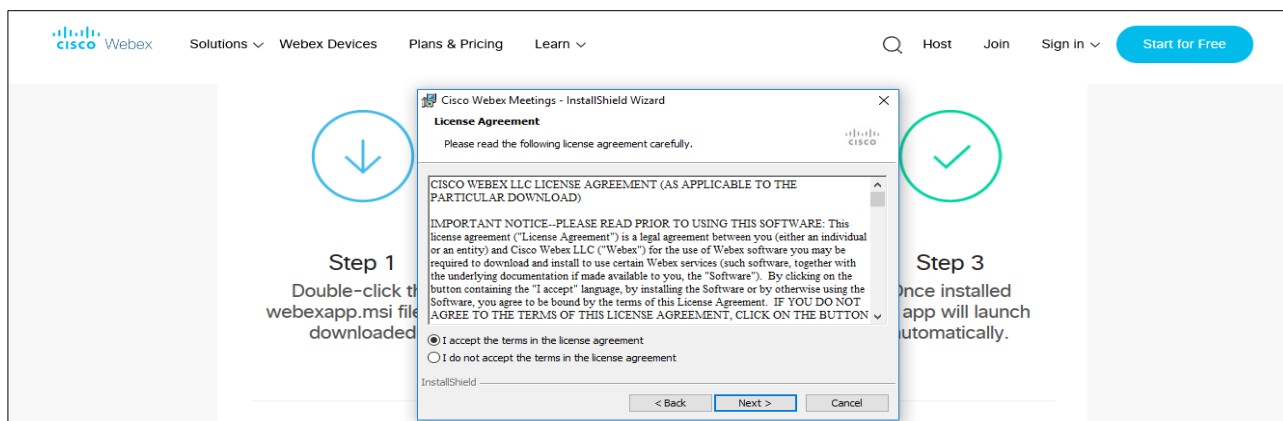 CISCO Webex Solutions Webex Devices Plans & Pricing Learn Host Join Sign in Start for Free
Cisco Webex Meetings - InstallShield Wizard
License Agreement
Please read the following license agreement carefully.
CISCO
CISCO WEBEX LLC LICENSE AGREEMENT (AS APPLICABLE TO THE
PARTICULAR DOWNLOAD)
IMPORTANT NOTICE--PLEASE READ PRIOR TO USING THIS SOFTWARE: This
license agreement ("License Agreement") is a legal agreement between you (either an individual
or an entity) and Cisco Webex LLC ("Webex") for the use of Webex software you may be
required to download and install to use certain Webex services (such software, together with
the underlying documentation if made available to you, the "Software"). By clicking on the
button containing the "I accept" language, by installing the Software or by otherwise using the
Software, you agree to be bound by the terms of this License Agreement. IF YOU DO NOT
AGREE TO THE TERMS OF THIS LICENSE AGREEMENT, CLICK ON THE BUTTON
I accept the terms in the license agreement
I do not accept the terms in the license agreement
InstallShield
< Back Next > Cancel
Step 1
Double-click
webexapp.msi file
downloaded
Step 3
installed
app will launch